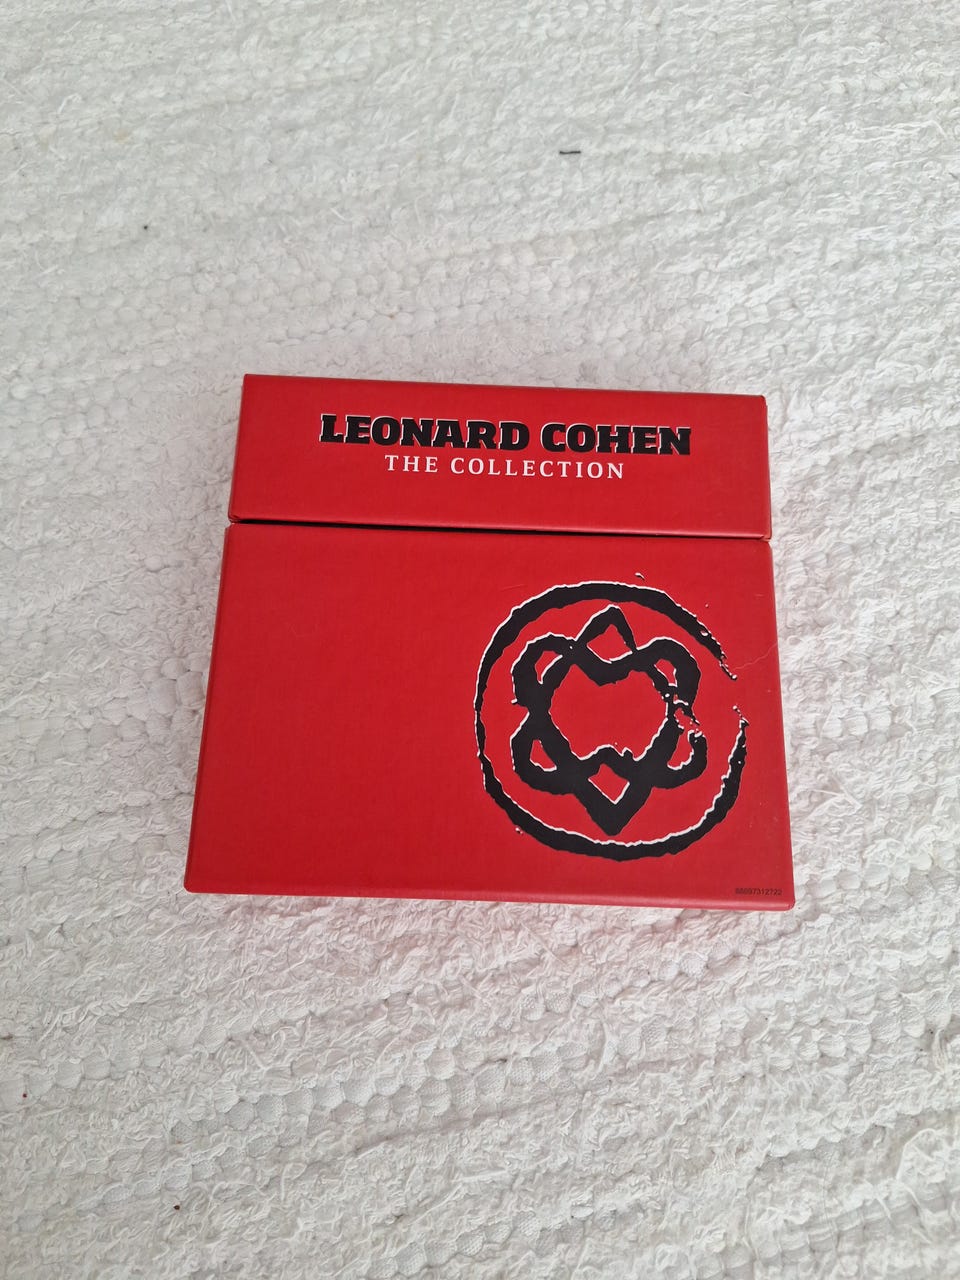 LEONARD COHEN
THE COLLECTION
88697312722